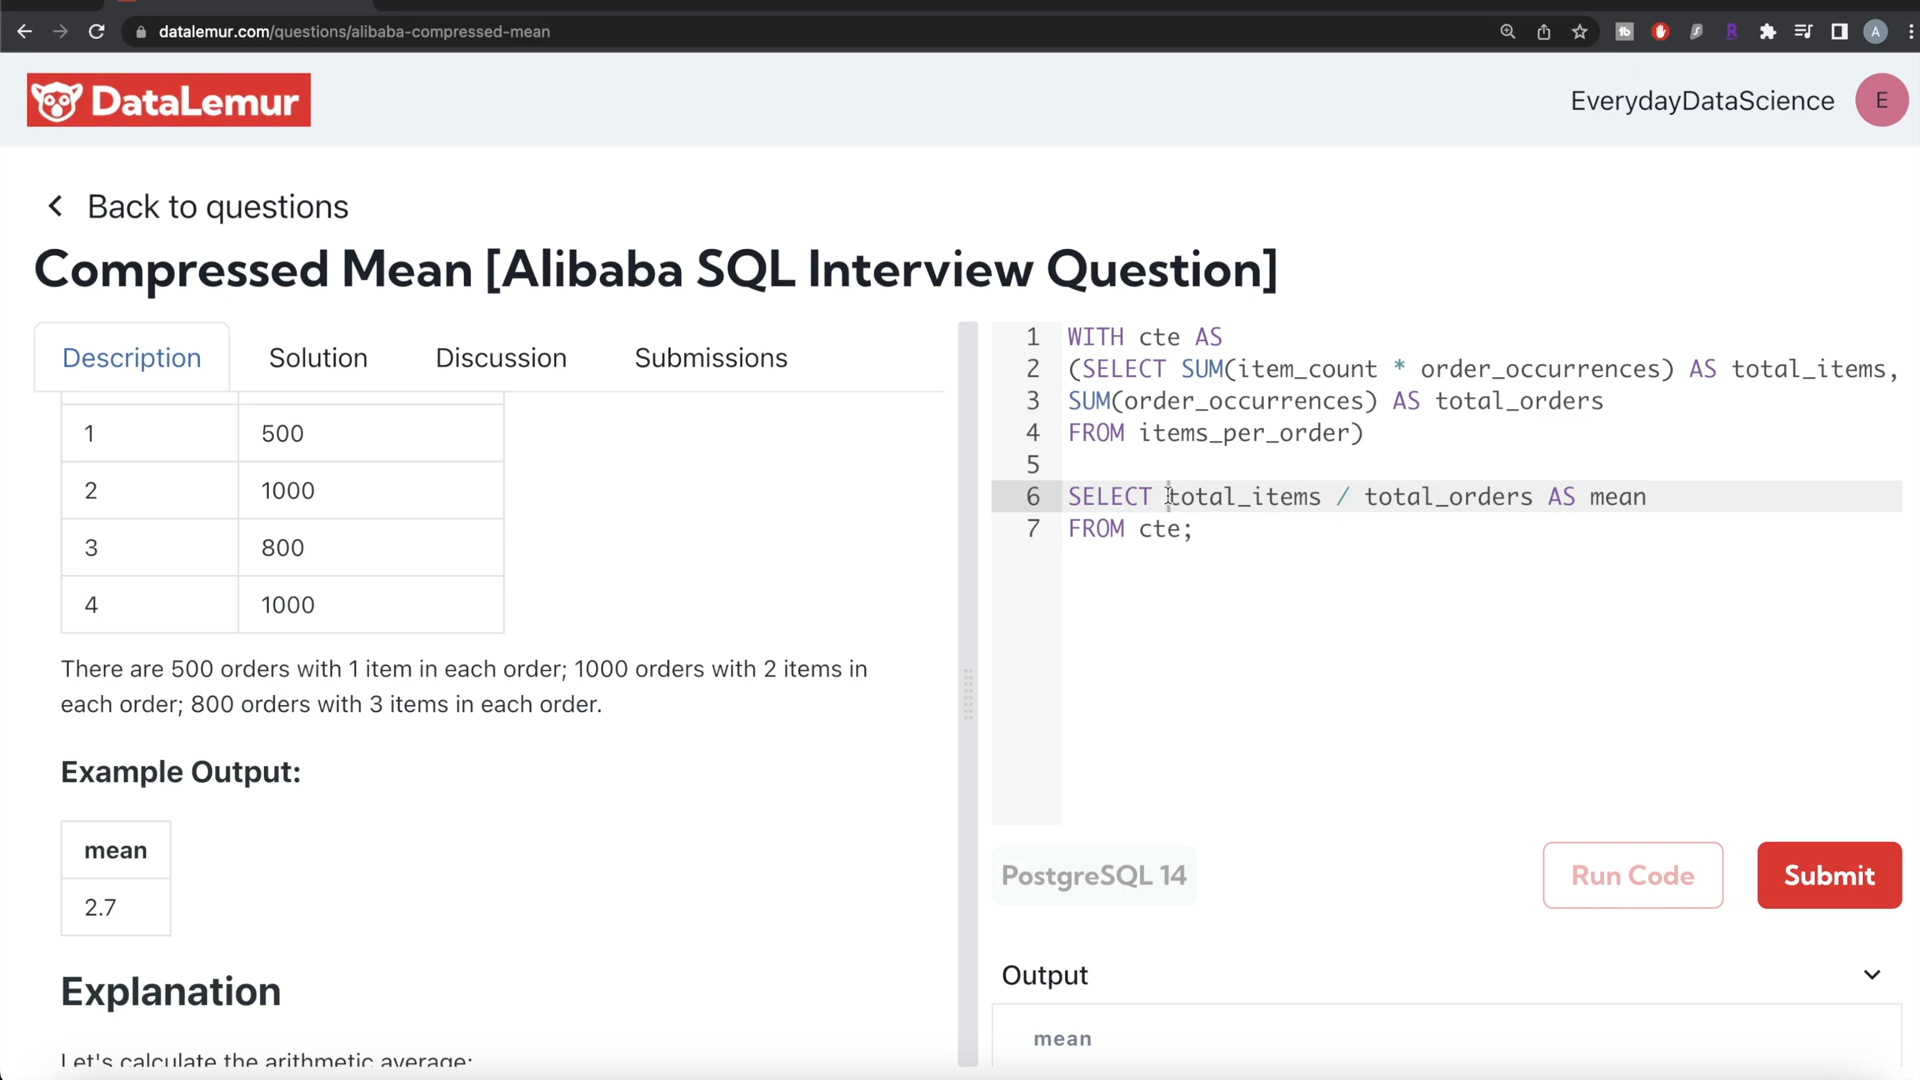 datalemur.com/questions/alibaba-compressed-mean
A
DataLemur
EverydayDataScience
E
Back to questions
Compressed Mean [Alibaba SQL Interview Question]
Description
Solution
Discussion
Submissions
1 500
2 1000
3 800
4 1000
There are 500 orders with 1 item in each order; 1000 orders with 2 items in
each order; 800 orders with 3 items in each order.
Example Output:
mean
2.7
Explanation
Let's calculate the arithmetic average:
1 WITH cte AS
2 (SELECT SUM(item_count * order_occurrences) AS total_items,
3 SUM(order_occurrences) AS total_orders
4 FROM items_per_order)
5
6 SELECT total_items / total_orders AS mean
7 FROM cte;
PostgreSQL 14
Run Code
Submit
Output
mean